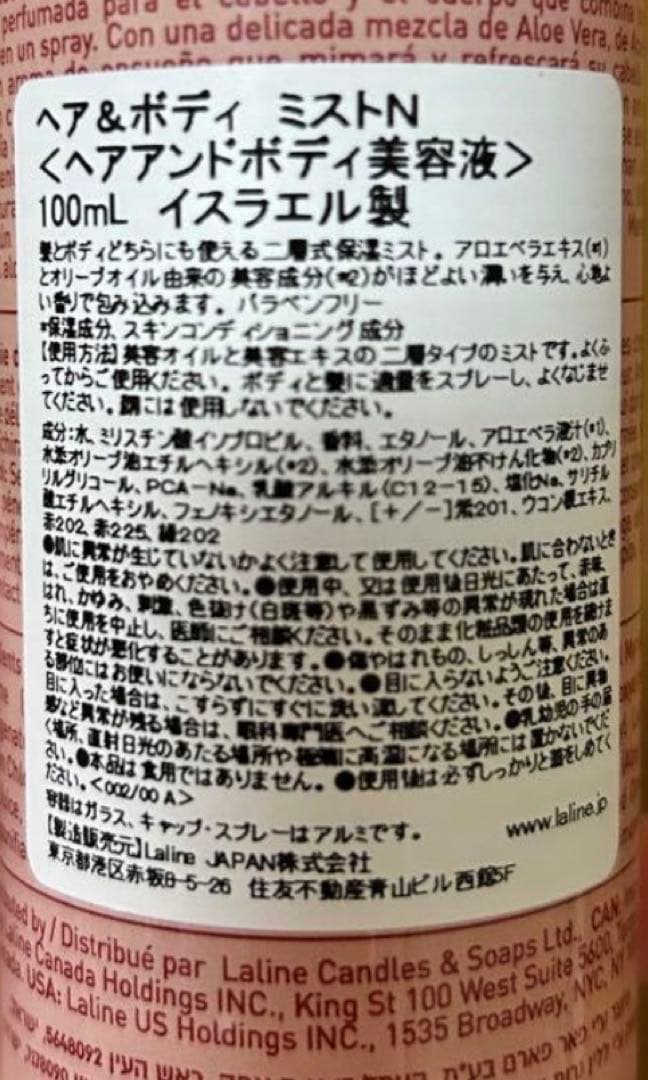 perfumada para el cabello y el cuerpo que combina
en un spray. Con una delicada mezcla de Aloe Vera, de
ensueño que mimará y refrescará su
ヘア＆ボディ ミストN
＜ヘアアンドボディ美容液＞
100mL イスラエル製
髪とボディどちらにも使える二層式保湿ミスト。アロエベラエキス(*1)
とオリーブオイル由来の美容成分(*2)がほどよい潤いを与え、心地よ
い香りで包み込みます。パラベンフリー
*保湿成分、スキンコンディショニング成分
【使用方法】美容オイルと美容エキスの二層タイプのミストです。よくふ
ってからご使用ください。ボディと髪に適量をスプレーし、よくなじませ
てください。顔には使用しないでください。
成分：水、ミリスチン酸イソプロピル、香料、エタノール、アロエベラ液汁(*1)、
水添オリーブ油エチルヘキシル(*2)、水添オリーブ油不けん化物(*2)、カプリ
リルグリコール、PCA－Na、乳酸アルキル(C12-15)、塩化Na、サリチル
酸エチルヘキシル、フェノキシエタノール、[＋/－]紫201、ウコン根エキス、
赤202、赤225、緑202
●肌に異常が生じていないかよく注意して使用してください。肌に合わないとき
は、ご使用をおやめください。●使用中、又は使用後日光にあたって、赤味、
はれ、かゆみ、刺激、色抜け(白斑等)や黒ずみ等の異常が現れた場合は直
ちに使用を中止し、医師にご相談ください。そのまま化粧品類の使用を続けま
すと症状が悪化することがあります。●傷やはれもの、しっしん等、異常のあ
る部位にはお使いにならないでください。●目に入らないようご注意ください。
目に入った場合は、こすらずにすぐに洗い流してください。その後、目に異物
感など異常が残る場合は、眼科専門医へご相談ください。●乳幼児の手の届
く場所、直射日光のあたる場所や極端に高温になる場所には置かないでくだ
さい。●本品は食用ではありません。●使用後は必ずしっかりと蓋をしめてく
ださい。<002/00 A>
容器はガラス、キャップ・スプレーはアルミです。
www.laline.jp
【製造販売元】Laline JAPAN株式会社
東京都港区赤坂8-5-26 住友不動産青山ビル西館5F
by / Distribué par Laline Candles & Soaps Ltd., CAN.
Laline Canada Holdings INC., King St 100 West Suite 5600,
USA: Laline US Holdings INC., 1535 Broadway, NYC, NY
ראש העין 5648092